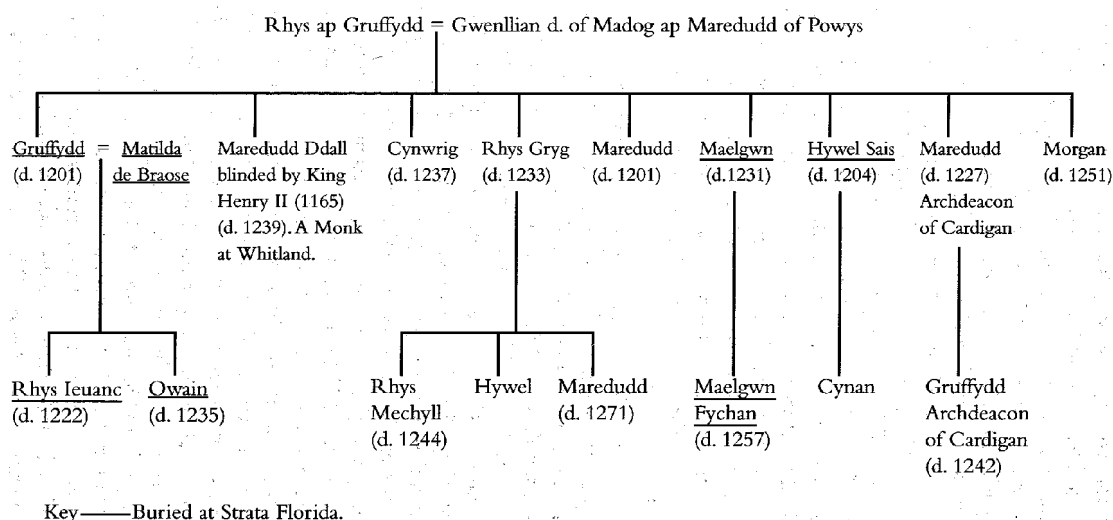 Rhys ap Gruffydd = Gwenllian d. of Madog ap Maredudd of Powys
Gruffydd = Matilda
(d. 1201) de Braose
Maredudd Ddall
blinded by King
Henry II (1165)
(d. 1239). A Monk
at Whitland.
Cynwrig
(d. 1237)
Rhys Gryg
(d. 1233)
Maredudd
(d. 1201)
Maelgwn
(d. 1231)
Hywel Sais
(d. 1204)
Maredudd
(d. 1227)
Archdeacon
of Cardigan
Morgan
(d. 1251)
Rhys Ieuanc
(d. 1222)
Owain
(d. 1235)
Rhys
Mechyll
(d. 1244)
Hywel
Maredudd
(d. 1271)
Maelgwn
Fychan
(d. 1257)
Cynan
Gruffydd
Archdeacon
of Cardigan
(d. 1242)
Key——Buried at Strata Florida.